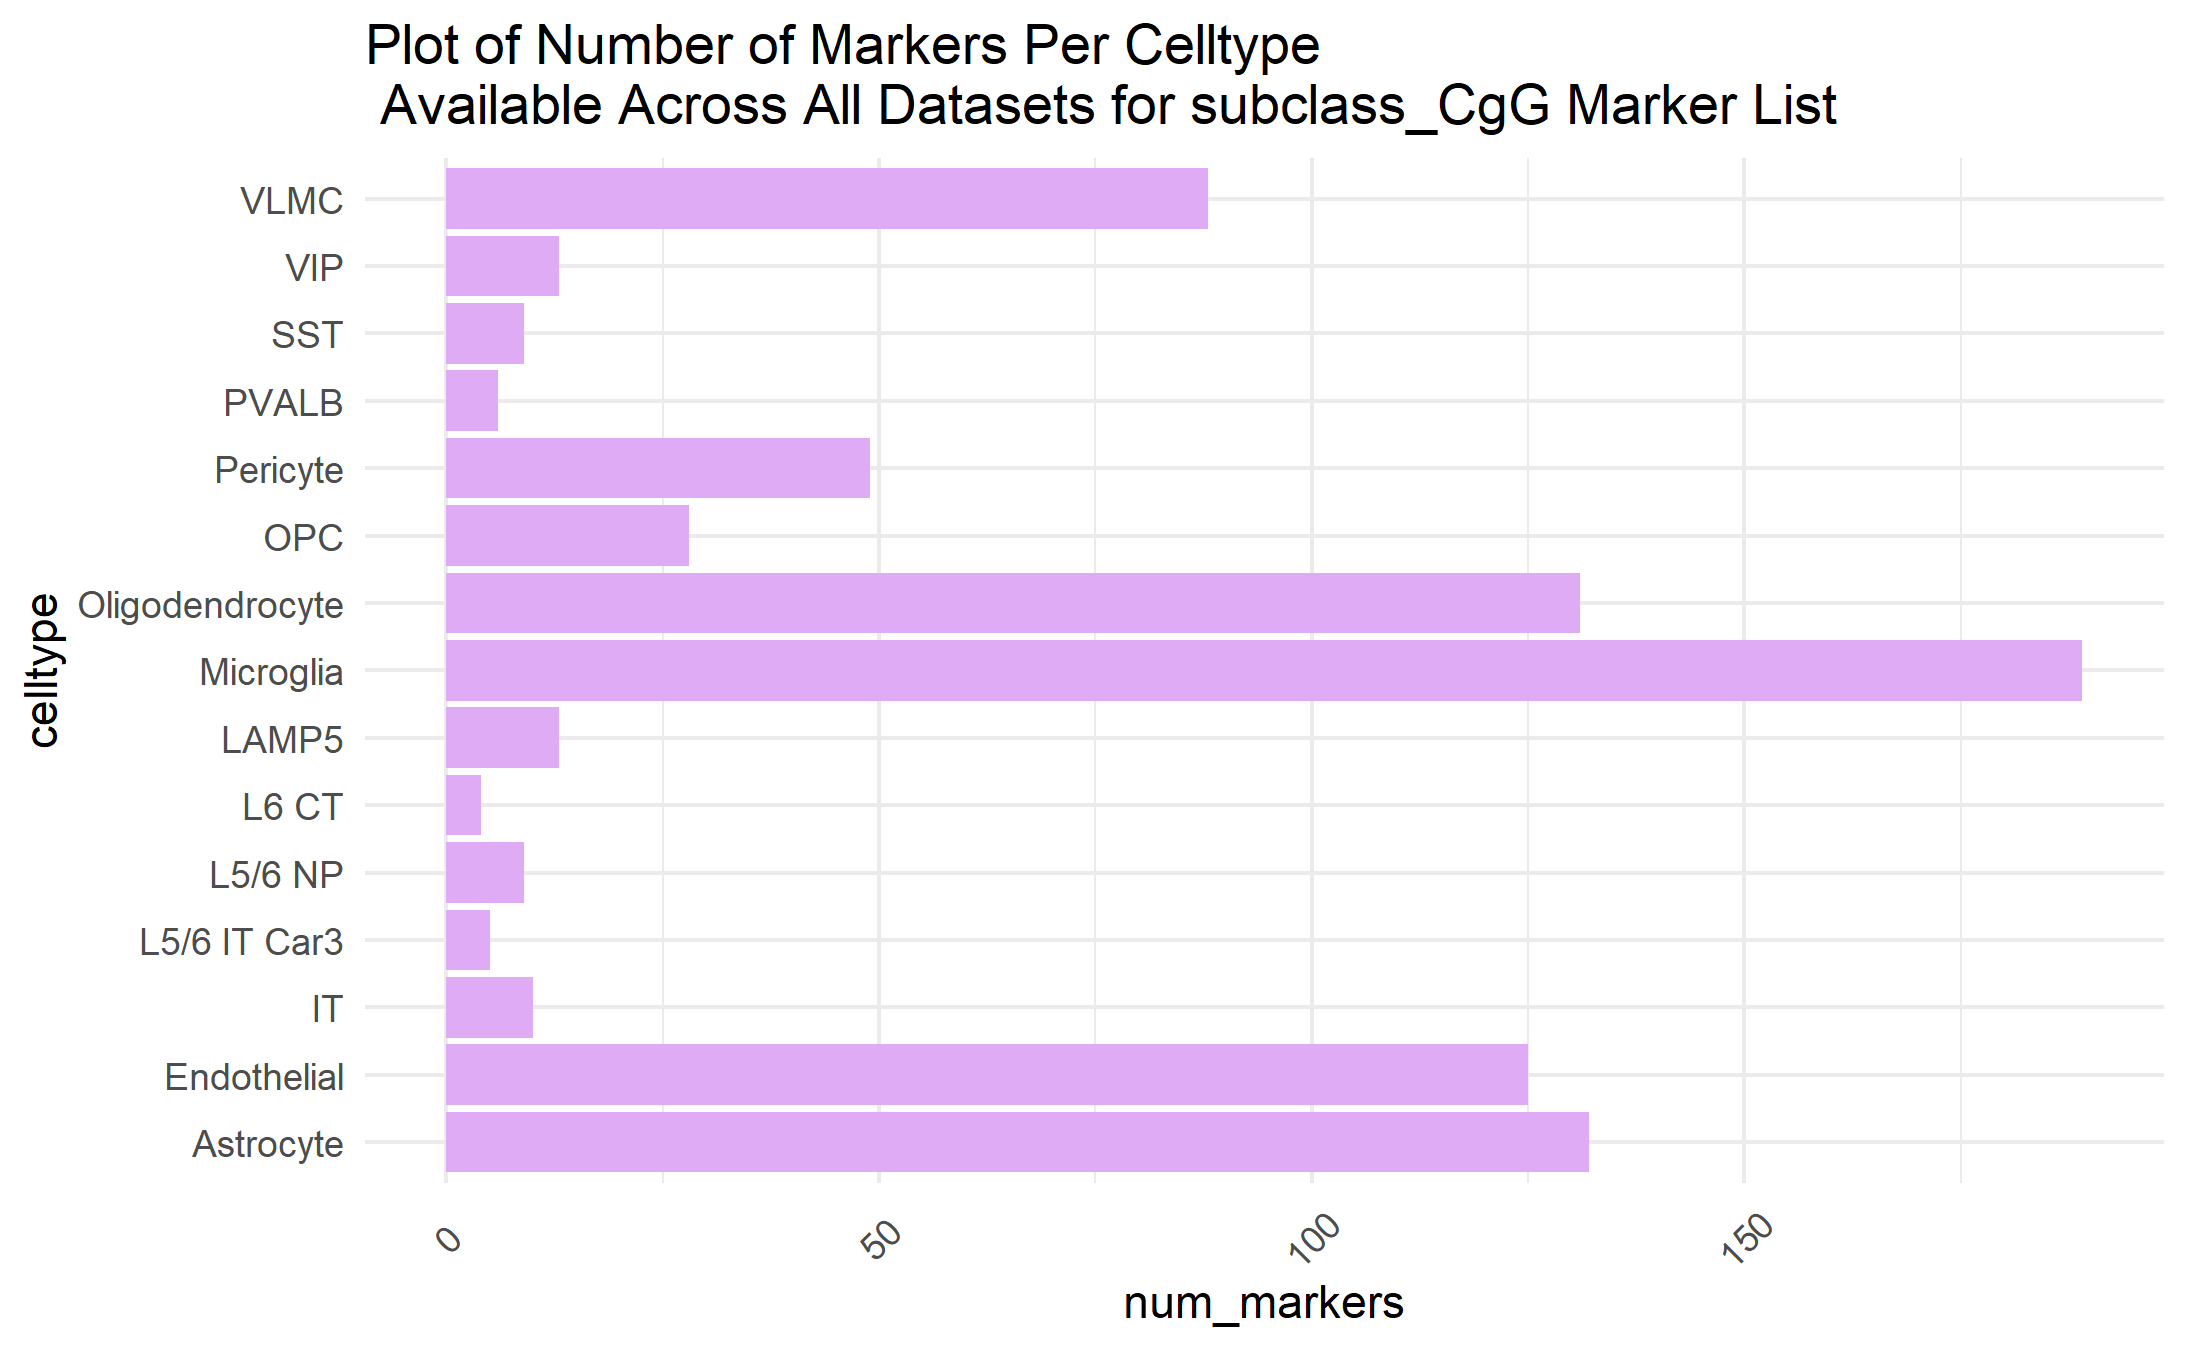 Plot of Number of Markers Per Celltype
Available Across All Datasets for subclass_CgG Marker List
VLMC
VIP
SST
PVALB
Pericyte
OPC
Oligodendrocyte
Microglia
LAMP5
L6 CT
L5/6 NP
L5/6 IT Car3
IT
Endothelial
Astrocyte
celltype
0
50
100
150
num_markers